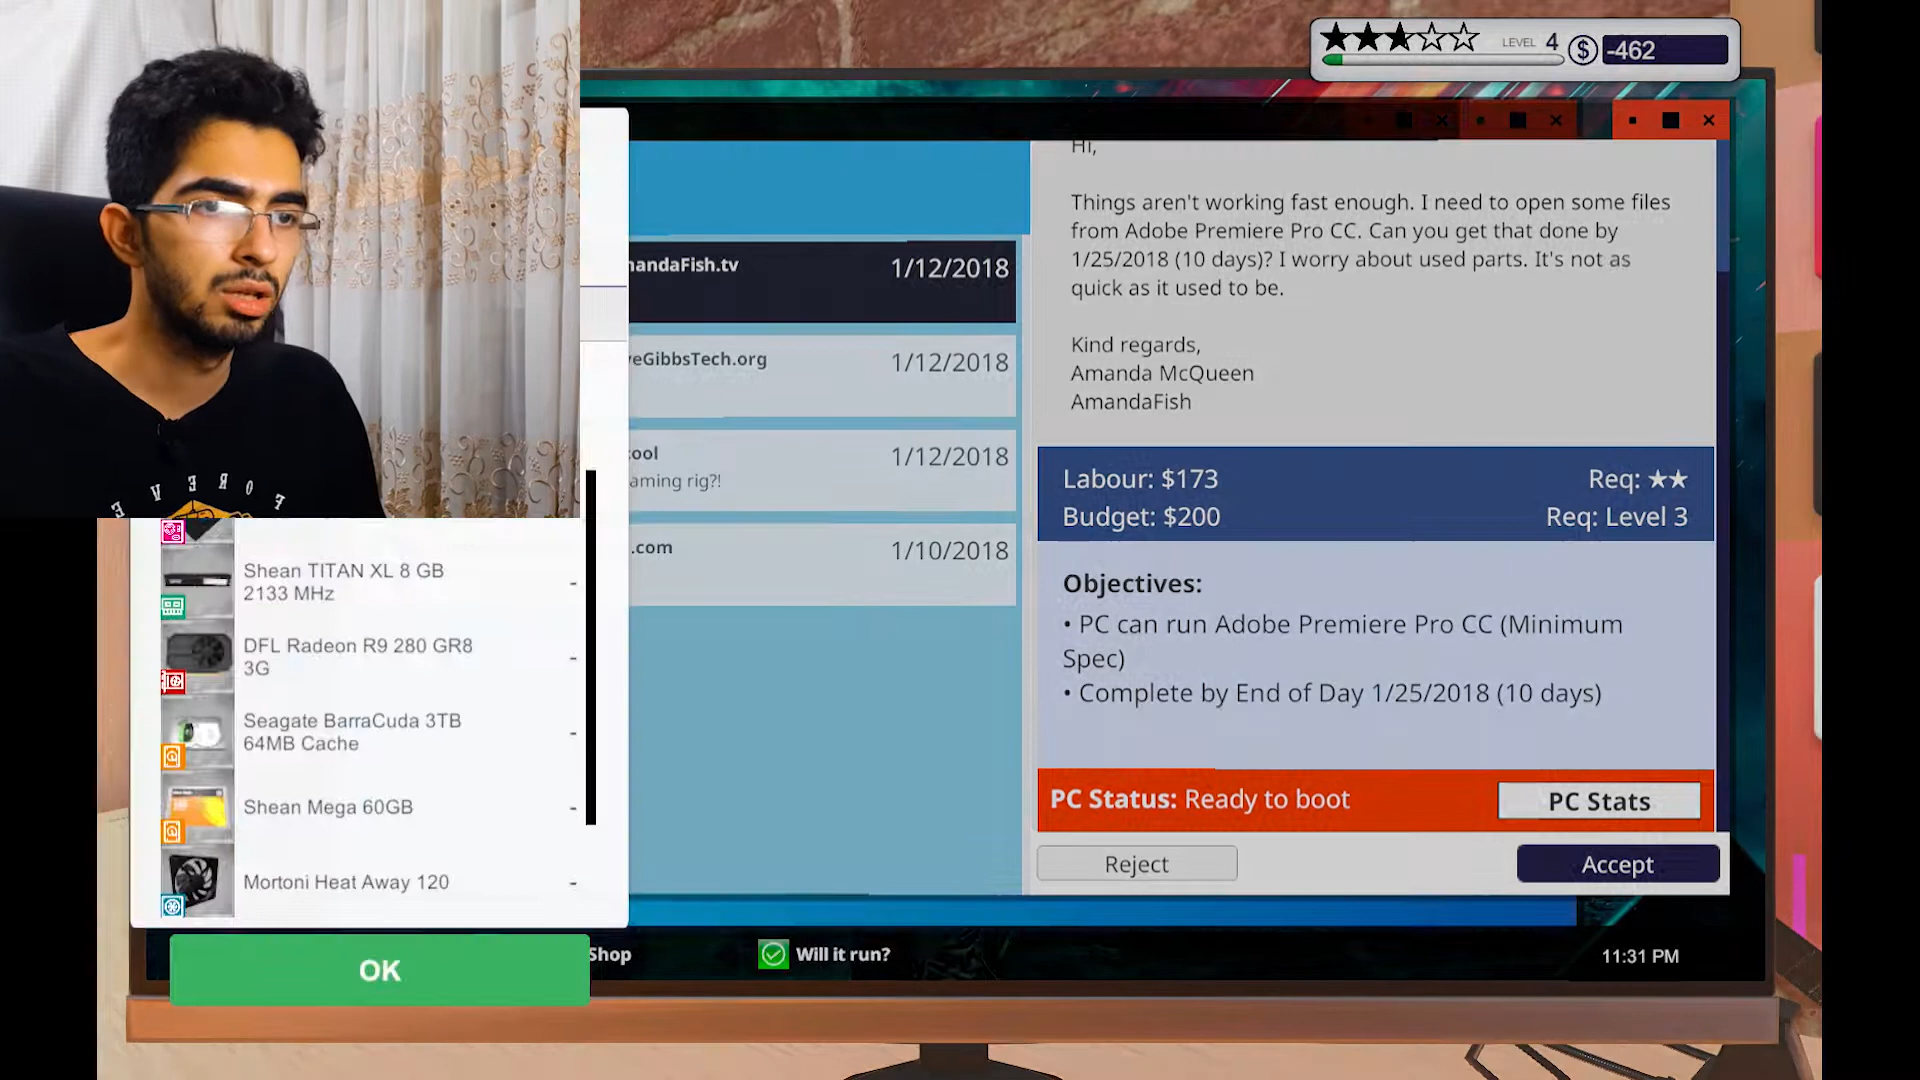 LEVEL 4 $ -462
Hi,
Things aren't working fast enough. I need to open some files
from Adobe Premiere Pro CC. Can you get that done by
1/25/2018 (10 days)? I worry about used parts. It's not as
quick as it used to be.
Kind regards,
Amanda McQueen
AmandaFish
andaFish.tv 1/12/2018
eGibbsTech.org 1/12/2018
ool 1/12/2018
aming rig?!
.com 1/10/2018
Labour: $173 Req: ★★
Budget: $200 Req: Level 3
Objectives:
• PC can run Adobe Premiere Pro CC (Minimum
Spec)
• Complete by End of Day 1/25/2018 (10 days)
PC Status: Ready to boot PC Stats
Reject Accept
FOREVE
Shean TITAN XL 8 GB -
2133 MHz
DFL Radeon R9 280 GR8 -
3G
Seagate BarraCuda 3TB -
64MB Cache
Shean Mega 60GB -
Mortoni Heat Away 120 -
OK
Shop Will it run? 11:31 PM